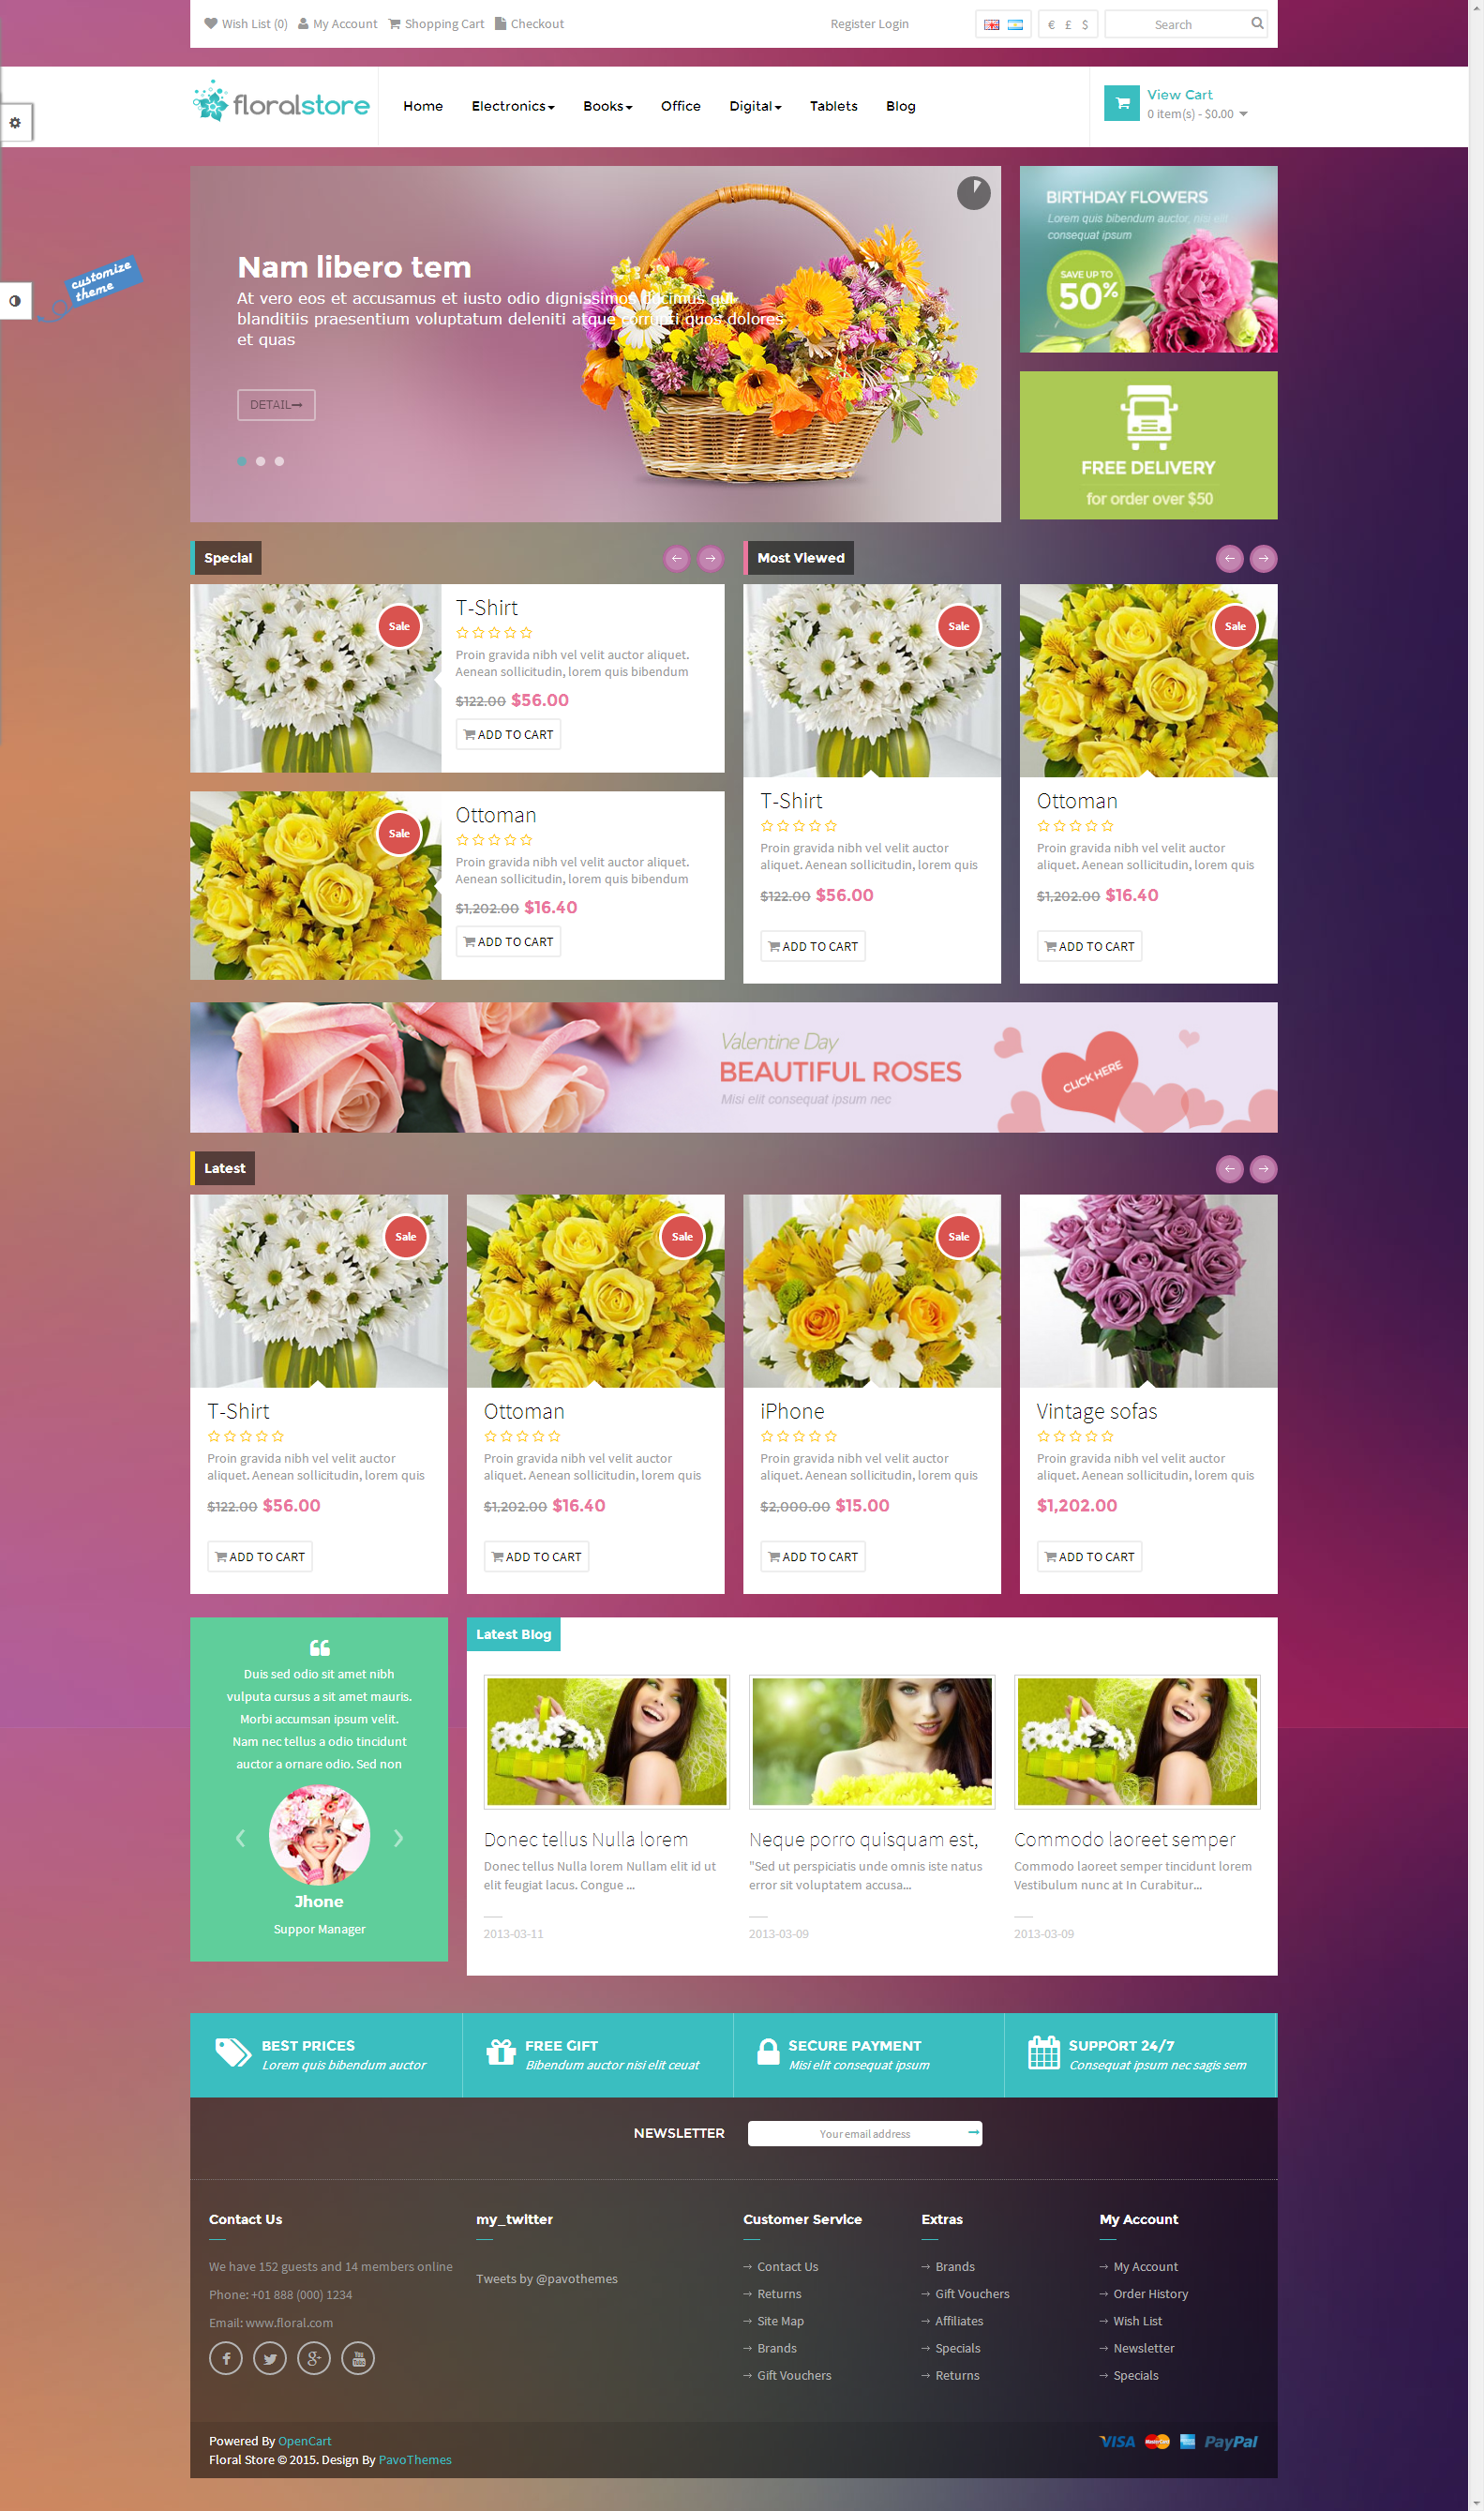 Wish List (0) My Account Shopping Cart Checkout Register Login € £ $ Search
floralstore Home Electronics Books Office Digital Tablets Blog
View Cart
0 item(s) - $0.00
customize
theme
Nam libero tem
At vero eos et accusamus et iusto odio dignissimos ducimus qui
blanditiis praesentium voluptatum deleniti atque corrupti quos dolores
et quas
DETAIL
BIRTHDAY FLOWERS
Lorem quis bibendum auctor, nisi elit
consequat ipsum
SAVE UP TO
50%
FREE DELIVERY
for order over $50
Special
Sale
T-Shirt
Proin gravida nibh vel velit auctor aliquet.
Aenean sollicitudin, lorem quis bibendum
$122.00 $56.00
ADD TO CART
Sale
Ottoman
Proin gravida nibh vel velit auctor aliquet.
Aenean sollicitudin, lorem quis bibendum
$1,202.00 $16.40
ADD TO CART
Most Viewed
Sale
T-Shirt
Proin gravida nibh vel velit auctor
aliquet. Aenean sollicitudin, lorem quis
$122.00 $56.00
ADD TO CART
Sale
Ottoman
Proin gravida nibh vel velit auctor
aliquet. Aenean sollicitudin, lorem quis
$1,202.00 $16.40
ADD TO CART
Valentine Day
BEAUTIFUL ROSES
Misi elit consequat ipsum nec
CLICK HERE
Latest
Sale
T-Shirt
Proin gravida nibh vel velit auctor
aliquet. Aenean sollicitudin, lorem quis
$122.00 $56.00
ADD TO CART
Sale
Ottoman
Proin gravida nibh vel velit auctor
aliquet. Aenean sollicitudin, lorem quis
$1,202.00 $16.40
ADD TO CART
Sale
iPhone
Proin gravida nibh vel velit auctor
aliquet. Aenean sollicitudin, lorem quis
$2,000.00 $15.00
ADD TO CART
Vintage sofas
Proin gravida nibh vel velit auctor
aliquet. Aenean sollicitudin, lorem quis
$1,202.00
ADD TO CART
Duis sed odio sit amet nibh
vulputa cursus a sit amet mauris.
Morbi accumsan ipsum velit.
Nam nec tellus a odio tincidunt
auctor a ornare odio. Sed non
Jhone
Suppor Manager
Latest Blog
Donec tellus Nulla lorem
Donec tellus Nulla lorem Nullam elit id ut
elit feugiat lacus. Congue ...
2013-03-11
Neque porro quisquam est,
"Sed ut perspiciatis unde omnis iste natus
error sit voluptatem accusa...
2013-03-09
Commodo laoreet semper
Commodo laoreet semper tincidunt lorem
Vestibulum nunc at In Curabitur...
2013-03-09
BEST PRICES
Lorem quis bibendum auctor
FREE GIFT
Bibendum auctor nisi elit ceuat
SECURE PAYMENT
Misi elit consequat ipsum
SUPPORT 24/7
Consequat ipsum nec sagis sem
NEWSLETTER Your email address
Contact Us
We have 152 guests and 14 members online
Phone: +01 888 (000) 1234
Email: www.floral.com
my_twitter
Tweets by @pavothemes
Customer Service
Contact Us
Returns
Site Map
Brands
Gift Vouchers
Extras
Brands
Gift Vouchers
Affiliates
Specials
Returns
My Account
My Account
Order History
Wish List
Newsletter
Specials
Powered By OpenCart
Floral Store © 2015. Design By PavoThemes
VISA MasterCard PayPal